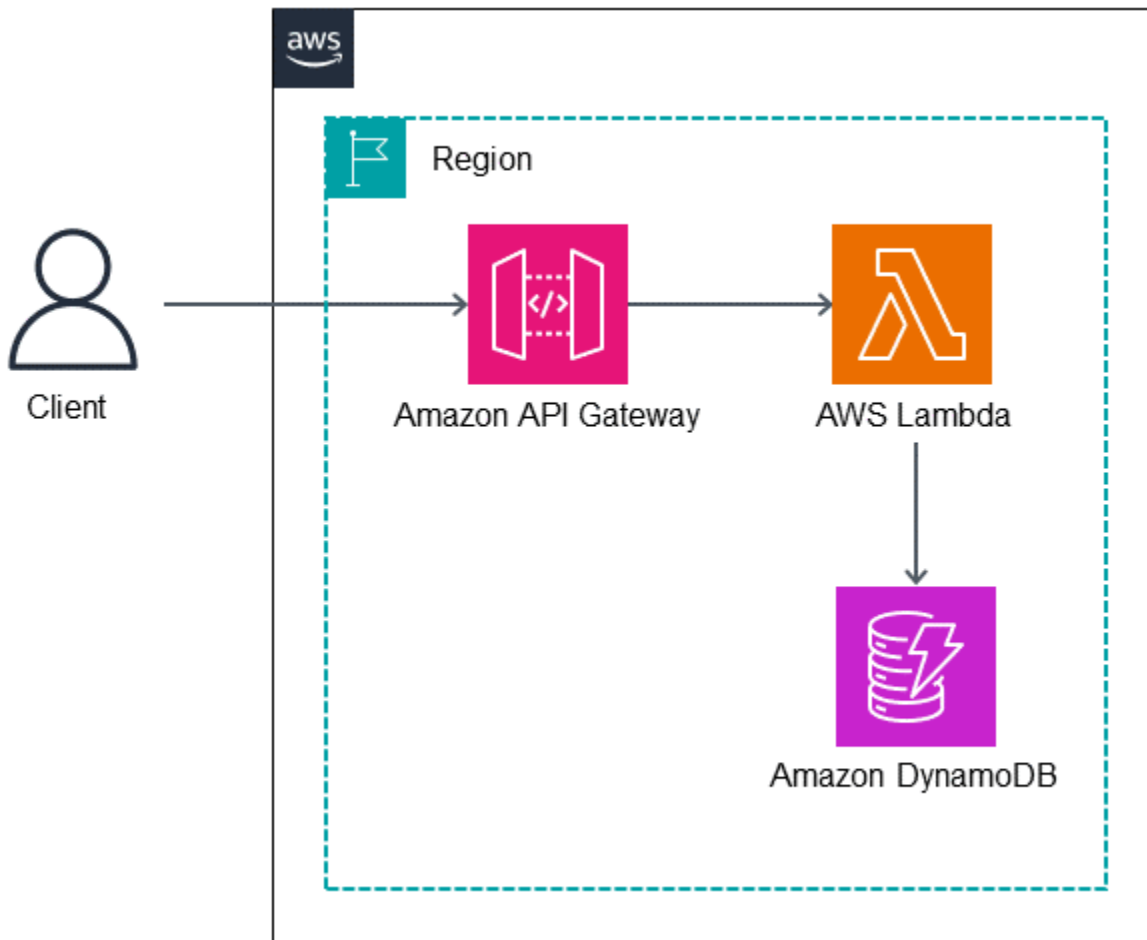 aws
Region
</>
Client
Amazon API Gateway
AWS Lambda
Amazon DynamoDB